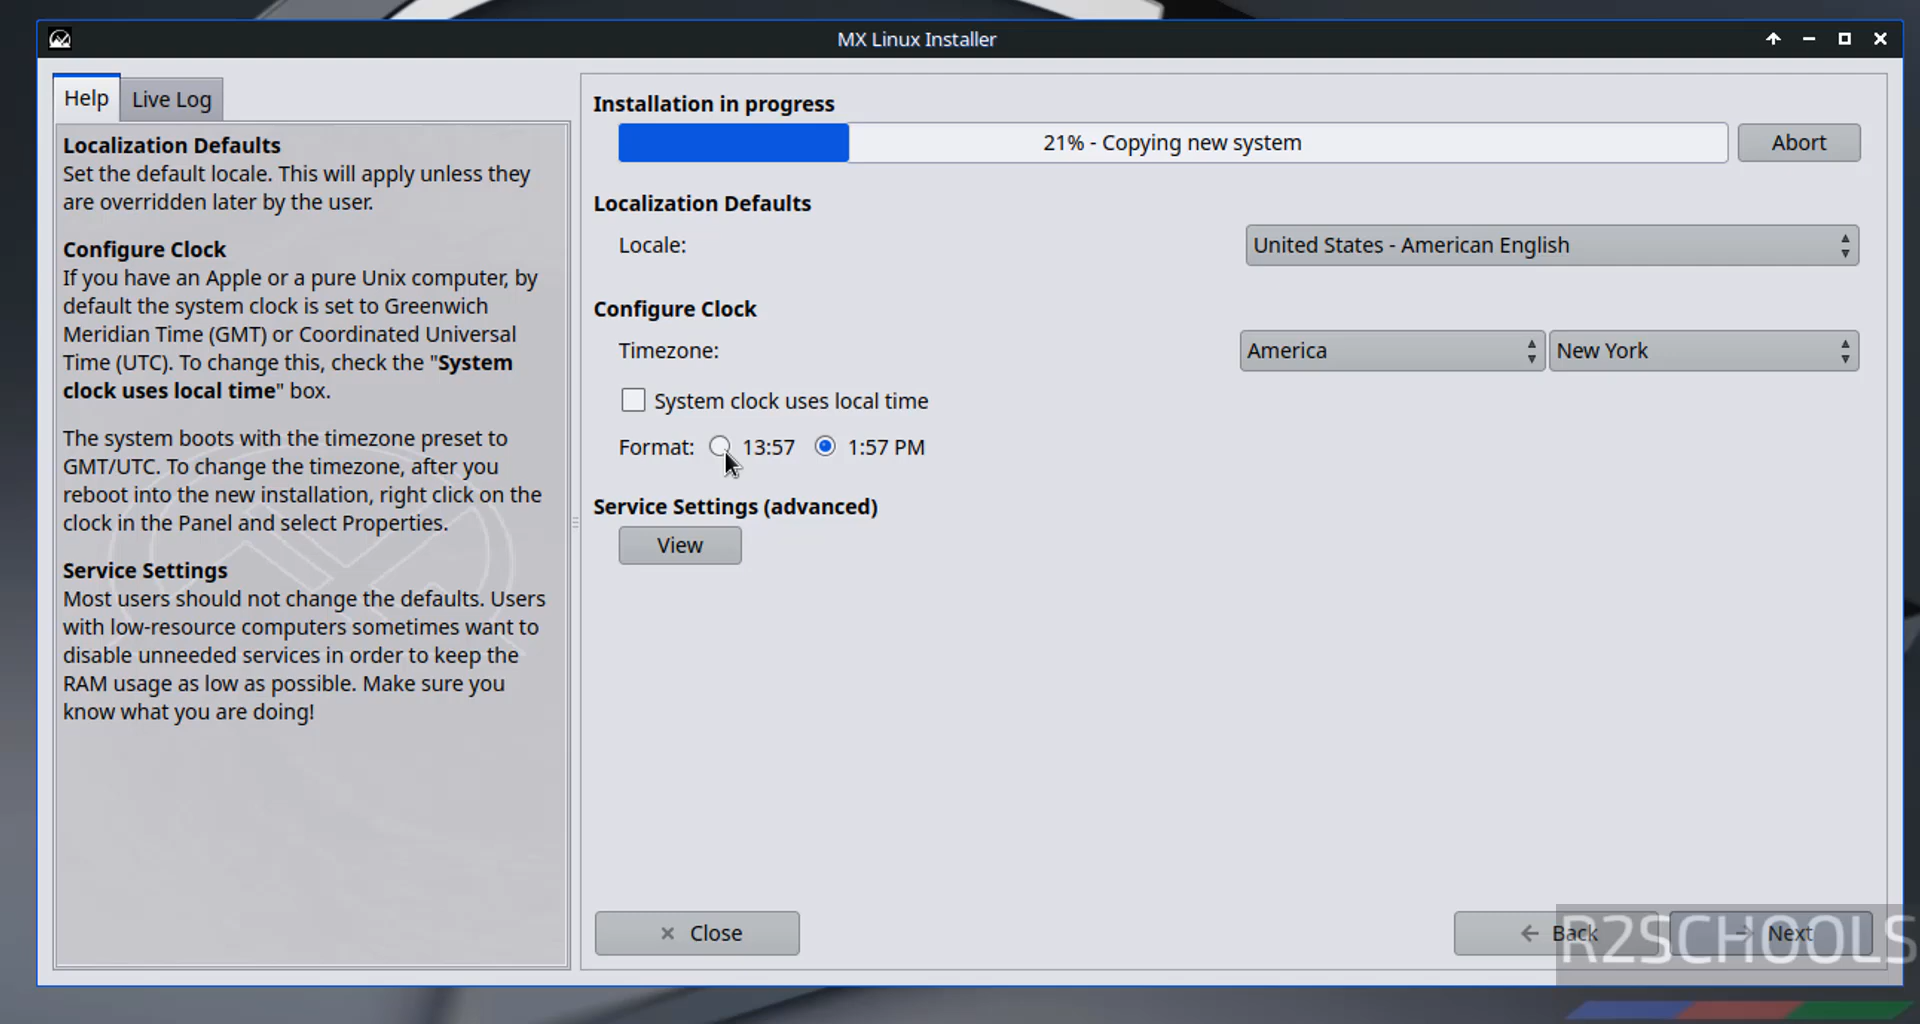 MX Linux Installer
Help
Live Log
Localization Defaults
Set the default locale. This will apply unless they
are overridden later by the user.
Configure Clock
If you have an Apple or a pure Unix computer, by
default the system clock is set to Greenwich
Meridian Time (GMT) or Coordinated Universal
Time (UTC). To change this, check the "System
clock uses local time" box.
The system boots with the timezone preset to
GMT/UTC. To change the timezone, after you
reboot into the new installation, right click on the
clock in the Panel and select Properties.
Service Settings
Most users should not change the defaults. Users
with low-resource computers sometimes want to
disable unneeded services in order to keep the
RAM usage as low as possible. Make sure you
know what you are doing!
Installation in progress
21% - Copying new system
Abort
Localization Defaults
Locale:
United States - American English
Configure Clock
Timezone:
America
New York
System clock uses local time
Format:
13:57
1:57 PM
Service Settings (advanced)
View
Close
Back
Next
R2SCHOOLS